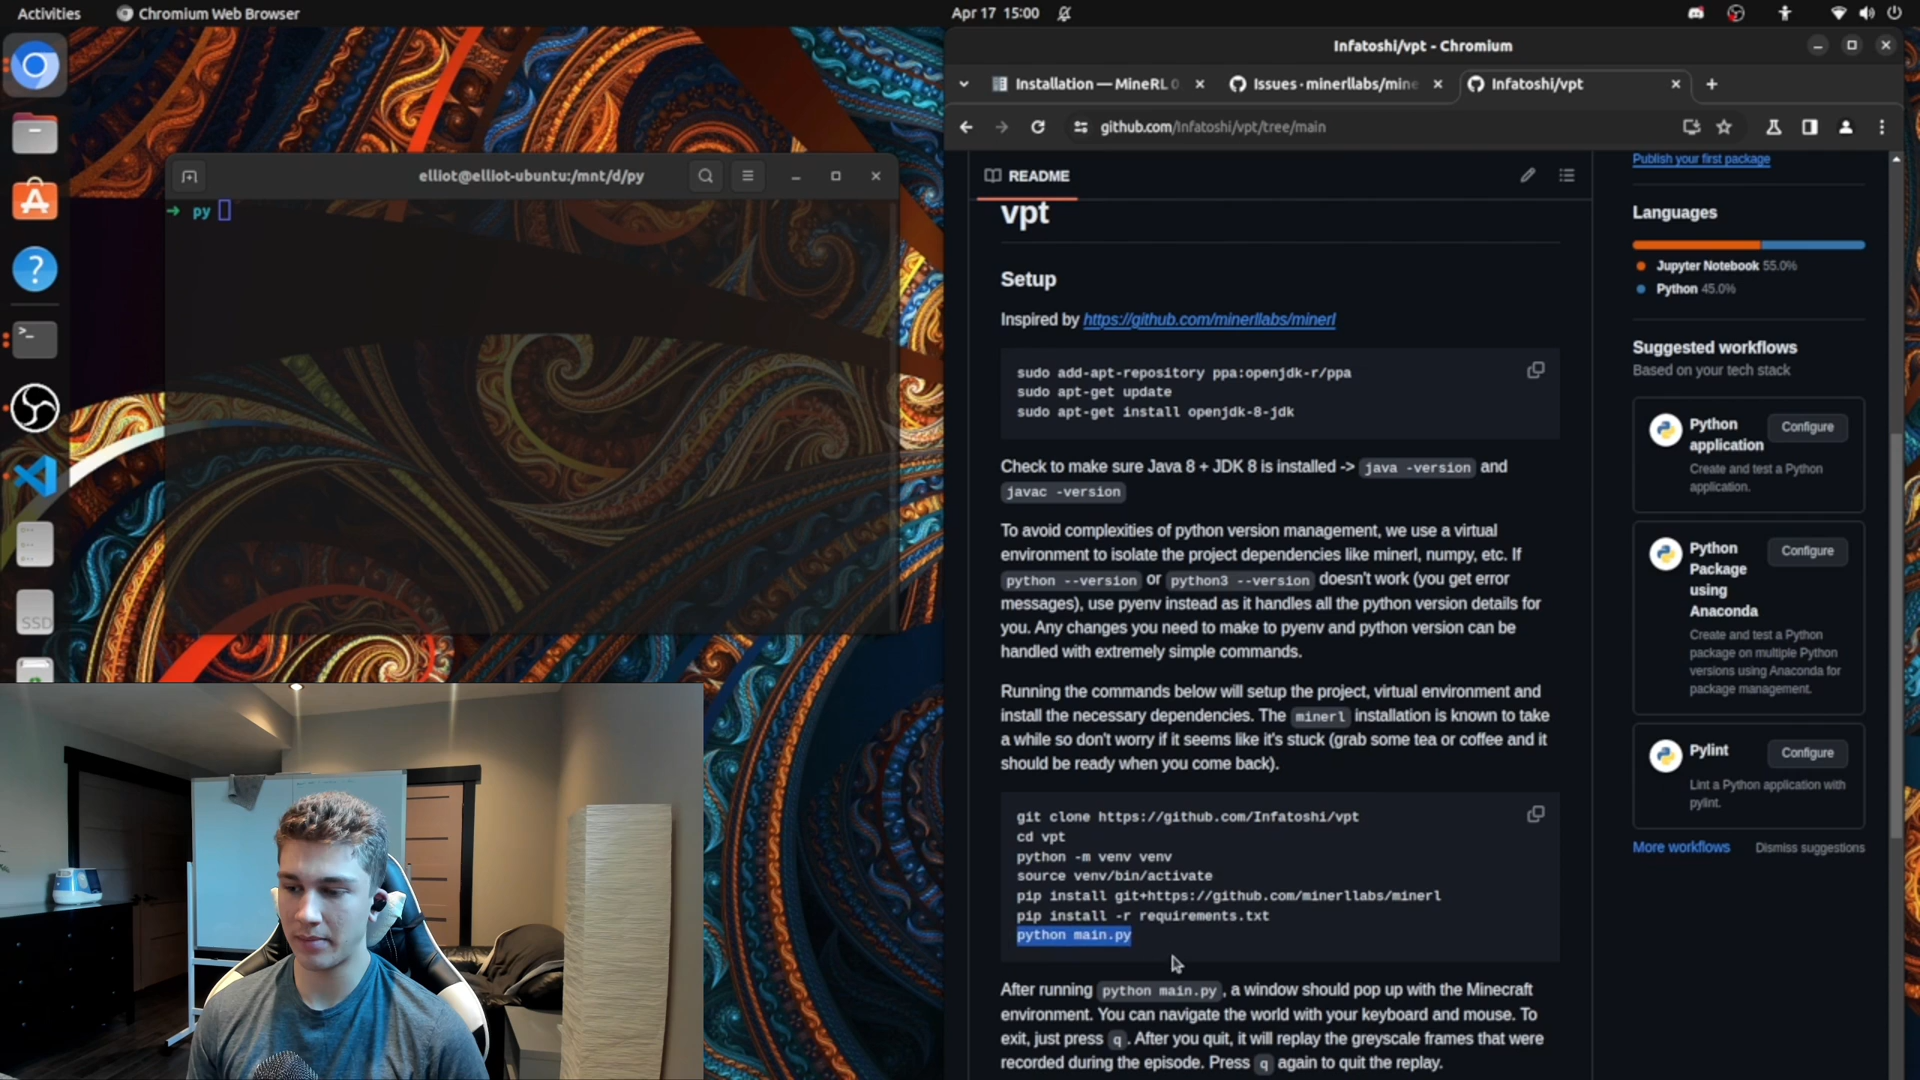 Activities
Chromium Web Browser
Apr 17 15:00
Infatoshi/vpt - Chromium
Installation — MineRL 0
Issues · minerllabs/mine
Infatoshi/vpt
github.com/Infatoshi/vpt/tree/main
elliot@elliot-ubuntu:/mnt/d/py
→ py
SSD
README
vpt
Setup
Inspired by https://github.com/minerllabs/minerl
sudo add-apt-repository ppa:openjdk-r/ppa
sudo apt-get update
sudo apt-get install openjdk-8-jdk
Check to make sure Java 8 + JDK 8 is installed -> java -version and
javac -version
To avoid complexities of python version management, we use a virtual
environment to isolate the project dependencies like minerl, numpy, etc. If
python --version or python3 --version doesn't work (you get error
messages), use pyenv instead as it handles all the python version details for
you. Any changes you need to make to pyenv and python version can be
handled with extremely simple commands.
Running the commands below will setup the project, virtual environment and
install the necessary dependencies. The minerl installation is known to take
a while so don't worry if it seems like it's stuck (grab some tea or coffee and it
should be ready when you come back).
git clone https://github.com/Infatoshi/vpt
cd vpt
python -m venv venv
source venv/bin/activate
pip install git+https://github.com/minerllabs/minerl
pip install -r requirements.txt
python main.py
After running python main.py, a window should pop up with the Minecraft
environment. You can navigate the world with your keyboard and mouse. To
exit, just press q. After you quit, it will replay the greyscale frames that were
recorded during the episode. Press q again to quit the replay.
Publish your first package
Languages
Jupyter Notebook 55.0%
Python 45.0%
Suggested workflows
Based on your tech stack
Python application
Configure
Create and test a Python
application.
Python Package using Anaconda
Configure
Create and test a Python
package on multiple Python
versions using Anaconda for
package management.
Pylint
Configure
Lint a Python application with
pylint.
More workflows
Dismiss suggestions